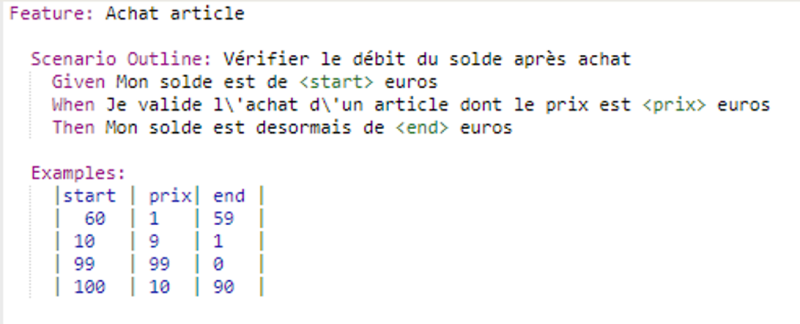 Feature: Achat article
Scenario Outline: Vérifier le débit du solde après achat
Given Mon solde est de <start> euros
When Je valide l\'achat d\'un article dont le prix est <prix> euros
Then Mon solde est desormais de <end> euros
Examples:
|start | prix| end |
| 60 | 1 | 59 |
| 10 | 9 | 1 |
| 99 | 99 | 0 |
| 100 | 10 | 90 |